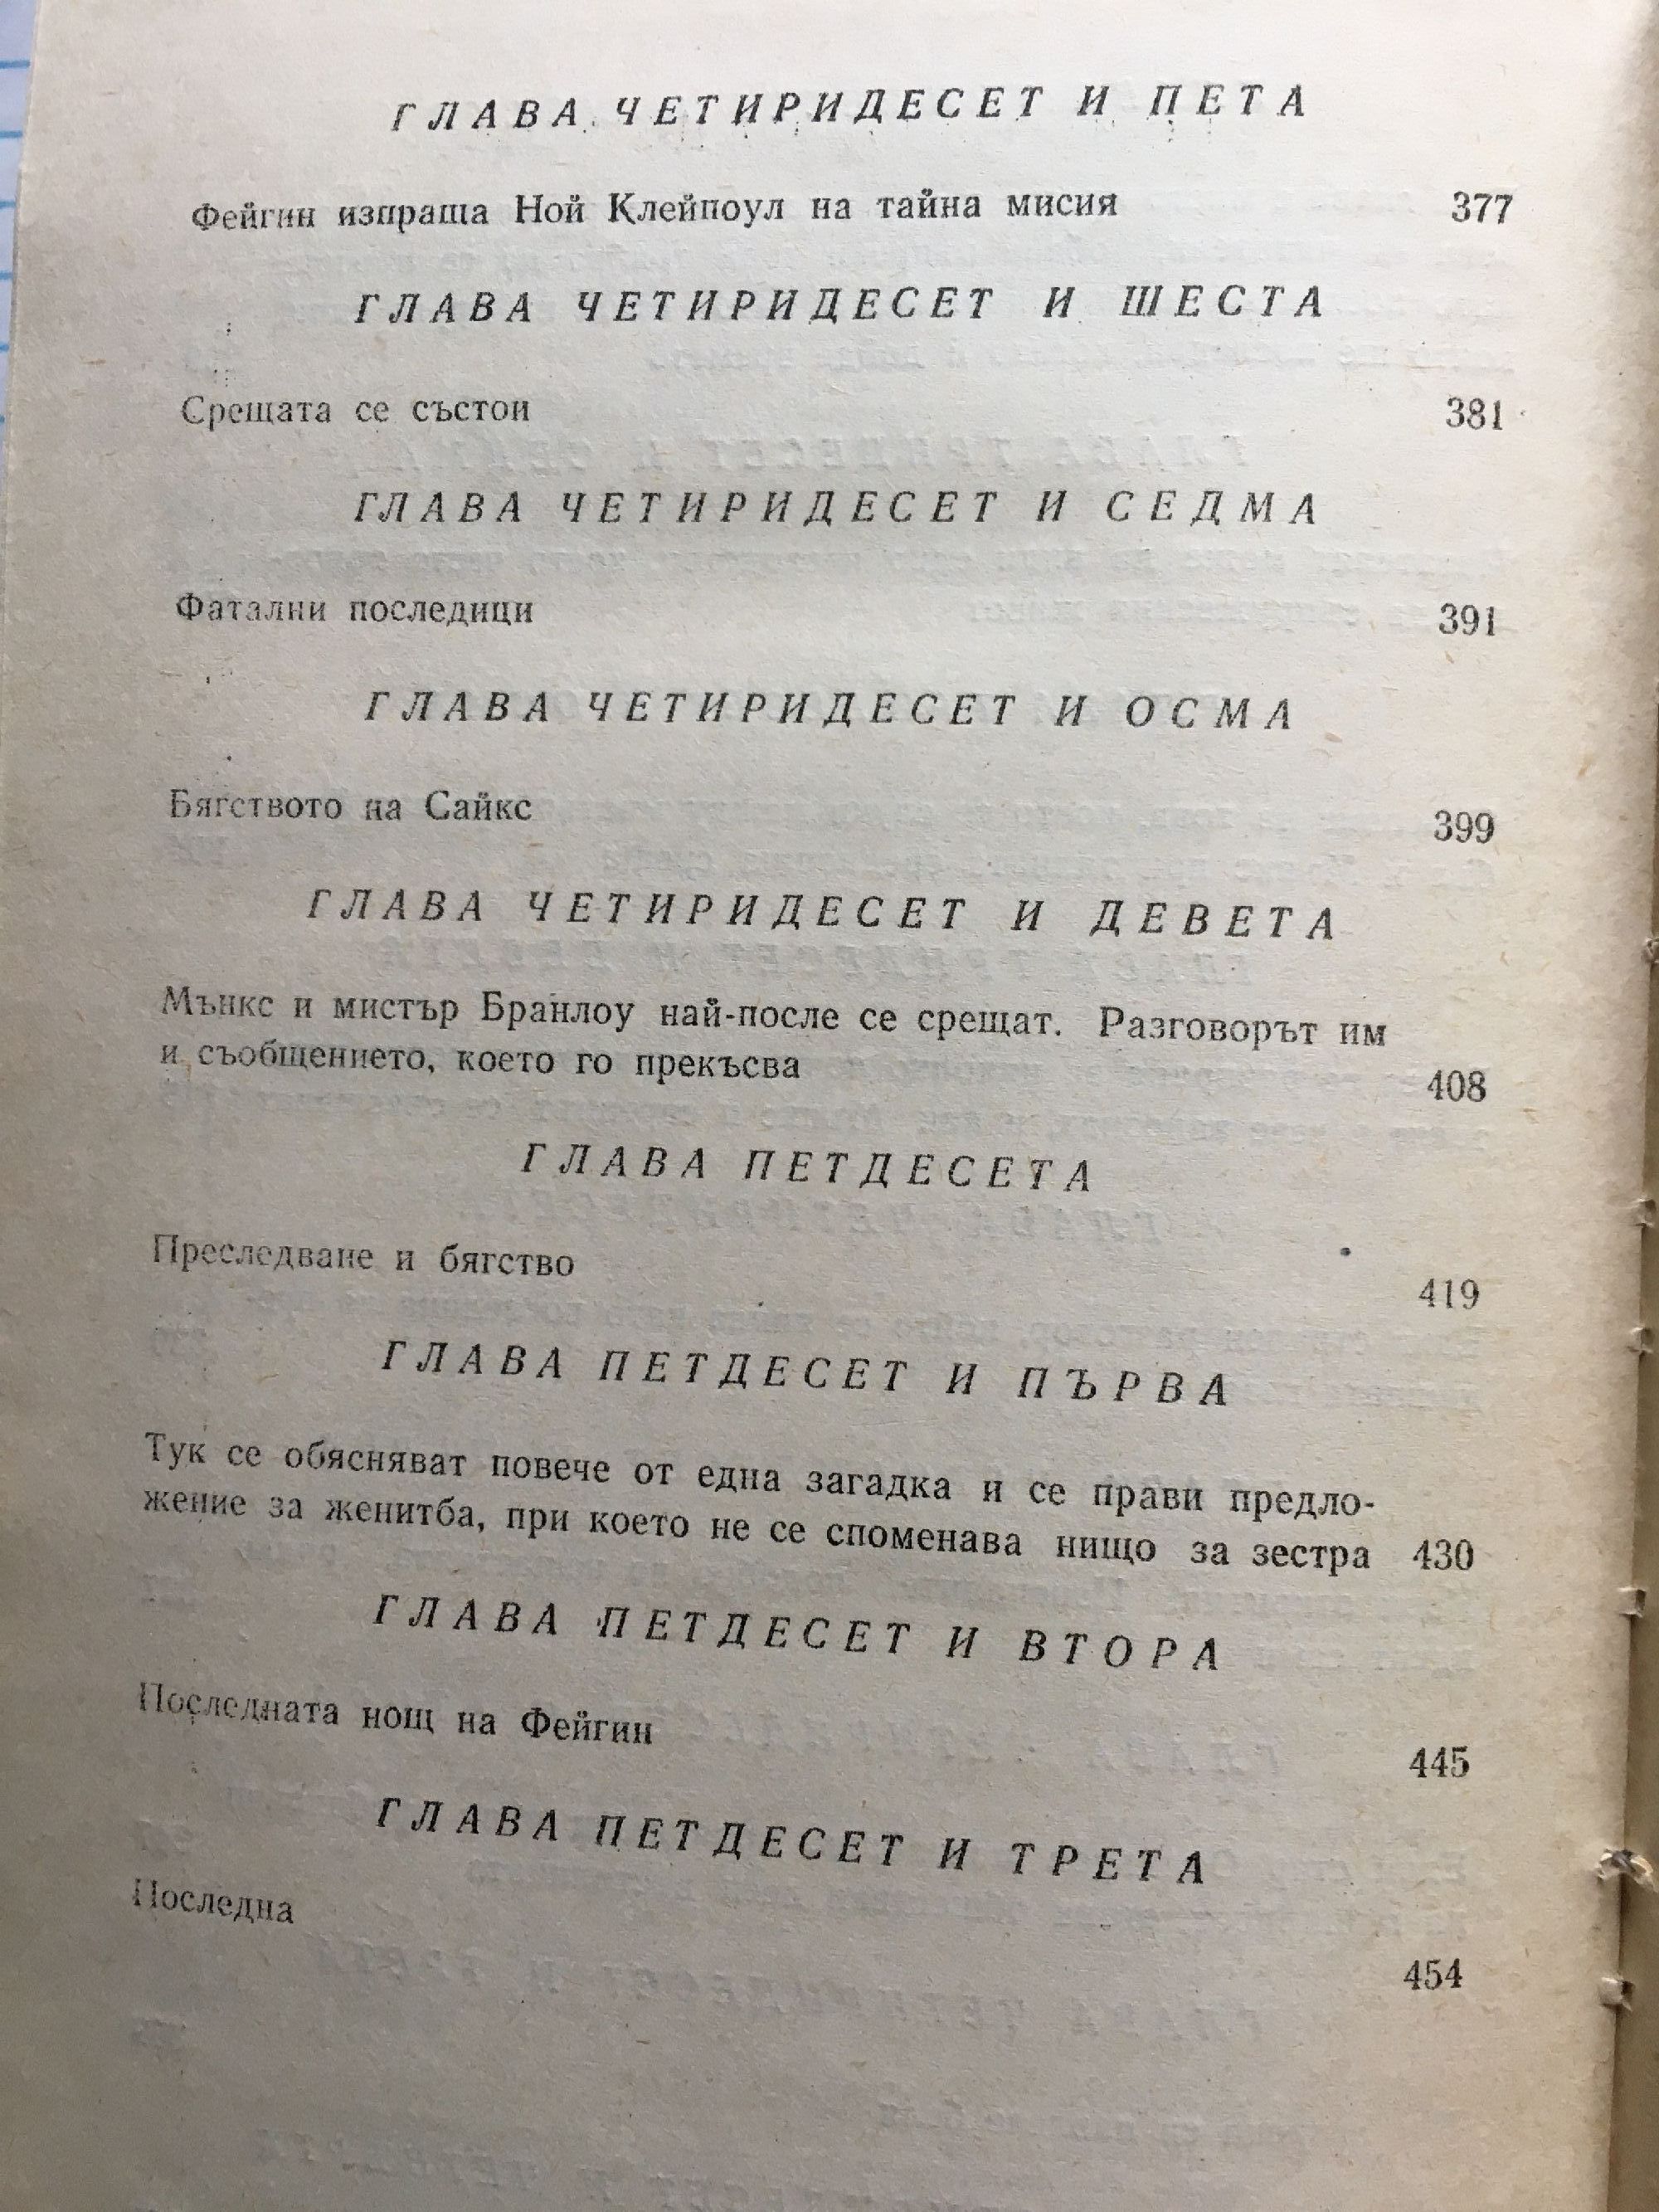 ГЛАВА ЧЕТИРИДЕСЕТ И ПЕТА
Фейгин изпраща Ной Клейпоул на тайна мисия 377
ГЛАВА ЧЕТИРИДЕСЕТ И ШЕСТА
Срещата се състои 381
ГЛАВА ЧЕТИРИДЕСЕТ И СЕДМА
Фатални последици 391
ГЛАВА ЧЕТИРИДЕСЕТ И ОСМА
Бягството на Сайкс 399
ГЛАВА ЧЕТИРИДЕСЕТ И ДЕВЕТА
Мънкс и мистър Бранлоу най-после се срещат. Разговорът им
и съобщението, което го прекъсва 408
ГЛАВА ПЕТДЕСЕТА
Преследване и бягство 419
ГЛАВА ПЕТДЕСЕТ И ПЪРВА
Тук се обясняват повече от една загадка и се прави предло-
жение за женитба, при което не се споменава нищо за зестра 430
ГЛАВА ПЕТДЕСЕТ И ВТОРА
Последната нощ на Фейгин 445
ГЛАВА ПЕТДЕСЕТ И ТРЕТА
Последна 454